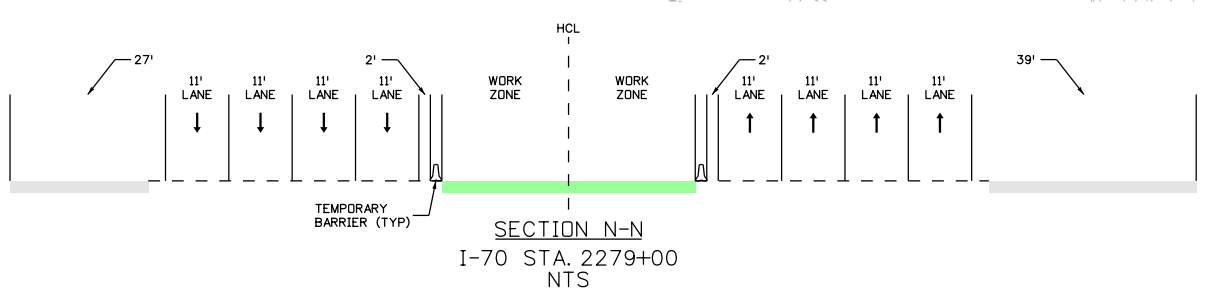 HCL
27'
11'
LANE
11'
LANE
11'
LANE
11'
LANE
2'
WORK
ZONE
WORK
ZONE
2'
11'
LANE
11'
LANE
11'
LANE
11'
LANE
39'
TEMPORARY
BARRIER (TYP)
SECTION N-N
I-70 STA. 2279+00
NTS